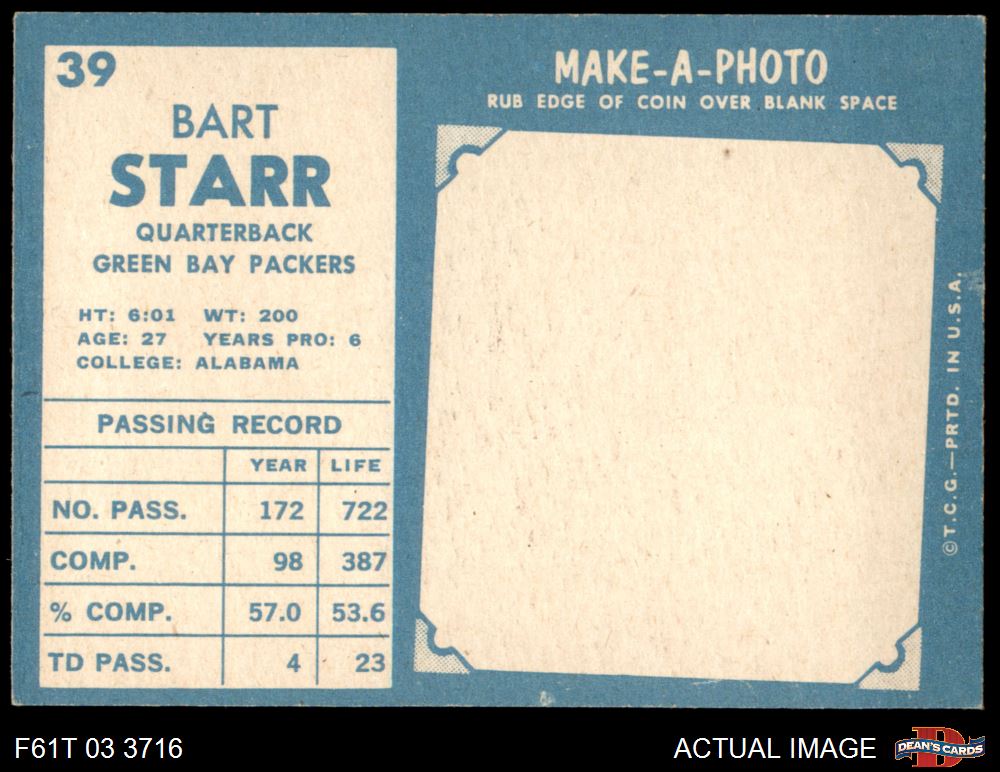 39
BART
STARR
QUARTERBACK
GREEN BAY PACKERS
HT: 6:01 WT: 200
AGE: 27 YEARS PRO: 6
COLLEGE: ALABAMA
PASSING RECORD
YEAR LIFE
NO. PASS. 172 722
COMP. 98 387
% COMP. 57.0 53.6
TD PASS. 4 23
MAKE-A-PHOTO
RUB EDGE OF COIN OVER BLANK SPACE
© T.C.G.—PRTD. IN U.S.A.
F61T 03 3716
ACTUAL IMAGE
DEAN'S CARDS